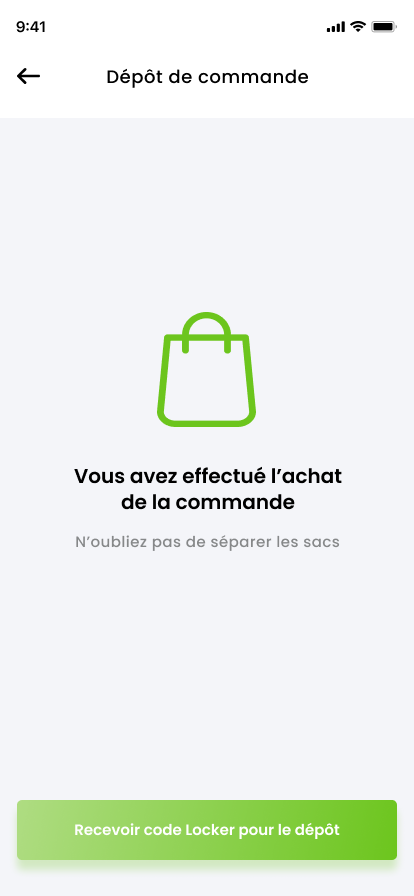 9:41
Dépôt de commande
Vous avez effectué l’achat
de la commande
N’oubliez pas de séparer les sacs
Recevoir code Locker pour le dépôt